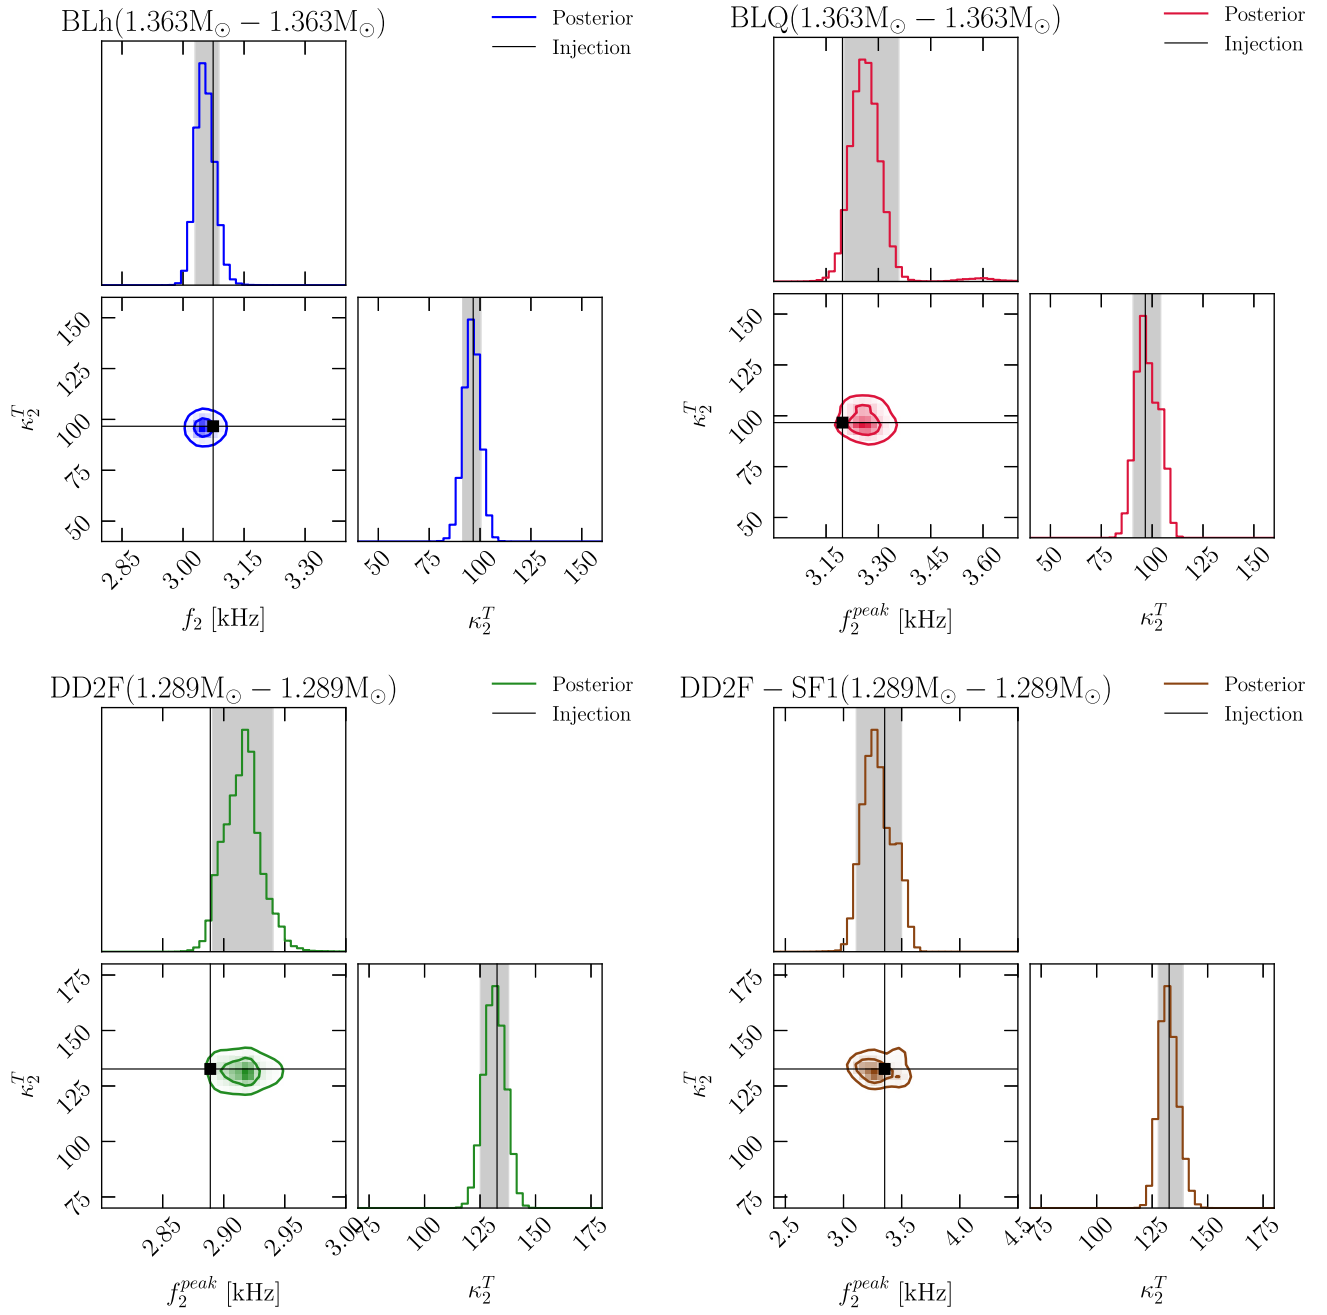 BLh(1.363M⊙ − 1.363M⊙)
Posterior
Injection
150
125
100
75
50
κ₂ᵀ
2.85 3.00 3.15 3.30
f₂ [kHz]
50 75 100 125 150
κ₂ᵀ
BLQ(1.363M⊙ − 1.363M⊙)
Posterior
Injection
150
125
100
75
50
κ₂ᵀ
3.15 3.30 3.45 3.60
f₂^{peak} [kHz]
50 75 100 125 150
κ₂ᵀ
DD2F(1.289M⊙ − 1.289M⊙)
Posterior
Injection
175
150
125
100
75
κ₂ᵀ
2.85 2.90 2.95 3.00
f₂^{peak} [kHz]
75 100 125 150 175
κ₂ᵀ
DD2F − SF1(1.289M⊙ − 1.289M⊙)
Posterior
Injection
175
150
125
100
75
κ₂ᵀ
2.5 3.0 3.5 4.0 4.5
f₂^{peak} [kHz]
75 100 125 150 175
κ₂ᵀ